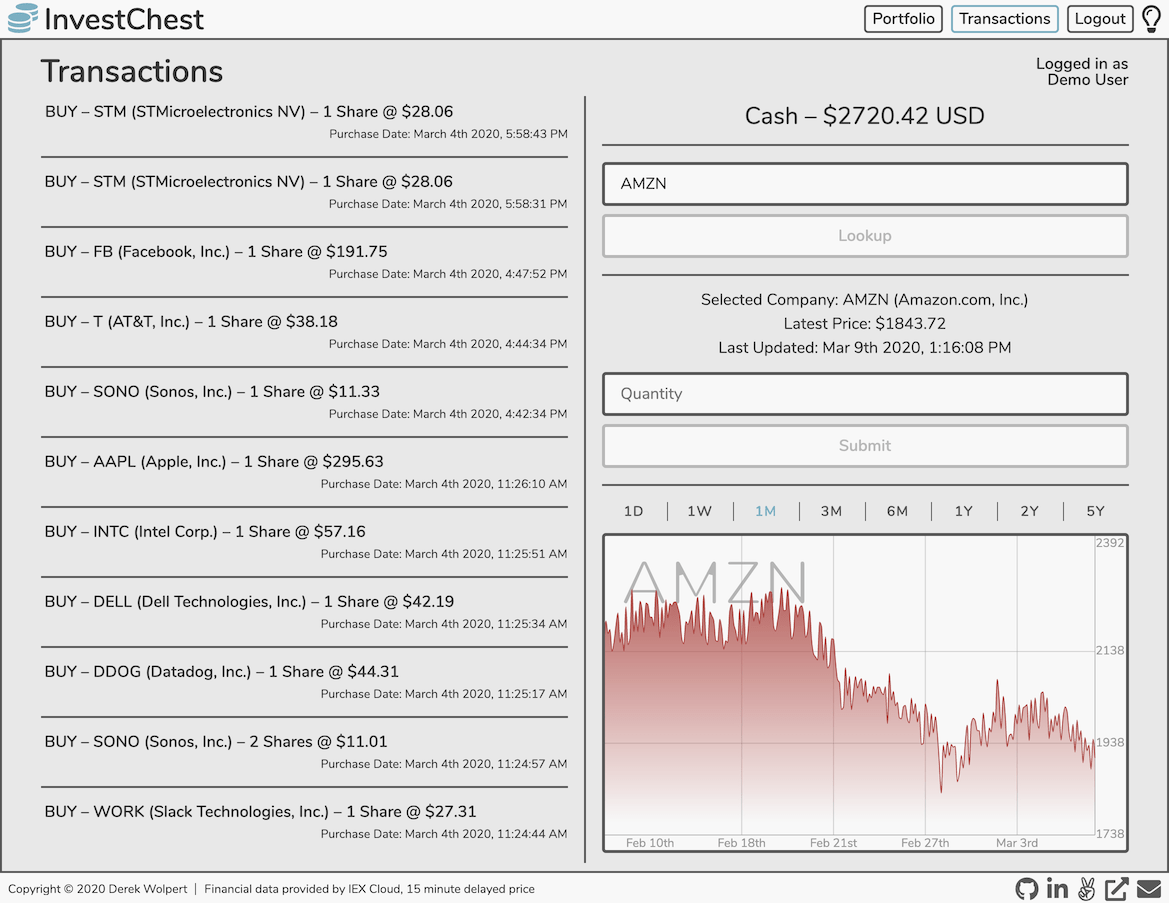 InvestChest
Portfolio
Transactions
Logout
Transactions
Logged in as
Demo User
BUY – STM (STMicroelectronics NV) – 1 Share @ $28.06
Purchase Date: March 4th 2020, 5:58:43 PM
BUY – STM (STMicroelectronics NV) – 1 Share @ $28.06
Purchase Date: March 4th 2020, 5:58:31 PM
BUY – FB (Facebook, Inc.) – 1 Share @ $191.75
Purchase Date: March 4th 2020, 4:47:52 PM
BUY – T (AT&T, Inc.) – 1 Share @ $38.18
Purchase Date: March 4th 2020, 4:44:34 PM
BUY – SONO (Sonos, Inc.) – 1 Share @ $11.33
Purchase Date: March 4th 2020, 4:42:34 PM
BUY – AAPL (Apple, Inc.) – 1 Share @ $295.63
Purchase Date: March 4th 2020, 11:26:10 AM
BUY – INTC (Intel Corp.) – 1 Share @ $57.16
Purchase Date: March 4th 2020, 11:25:51 AM
BUY – DELL (Dell Technologies, Inc.) – 1 Share @ $42.19
Purchase Date: March 4th 2020, 11:25:34 AM
BUY – DDOG (Datadog, Inc.) – 1 Share @ $44.31
Purchase Date: March 4th 2020, 11:25:17 AM
BUY – SONO (Sonos, Inc.) – 2 Shares @ $11.01
Purchase Date: March 4th 2020, 11:24:57 AM
BUY – WORK (Slack Technologies, Inc.) – 1 Share @ $27.31
Purchase Date: March 4th 2020, 11:24:44 AM
Cash – $2720.42 USD
AMZN
Lookup
Selected Company: AMZN (Amazon.com, Inc.)
Latest Price: $1843.72
Last Updated: Mar 9th 2020, 1:16:08 PM
Quantity
Submit
1D | 1W | 1M | 3M | 6M | 1Y | 2Y | 5Y
AMZN
2392
2138
1938
1738
Feb 10th Feb 18th Feb 21st Feb 27th Mar 3rd
Copyright © 2020 Derek Wolpert | Financial data provided by IEX Cloud, 15 minute delayed price
in